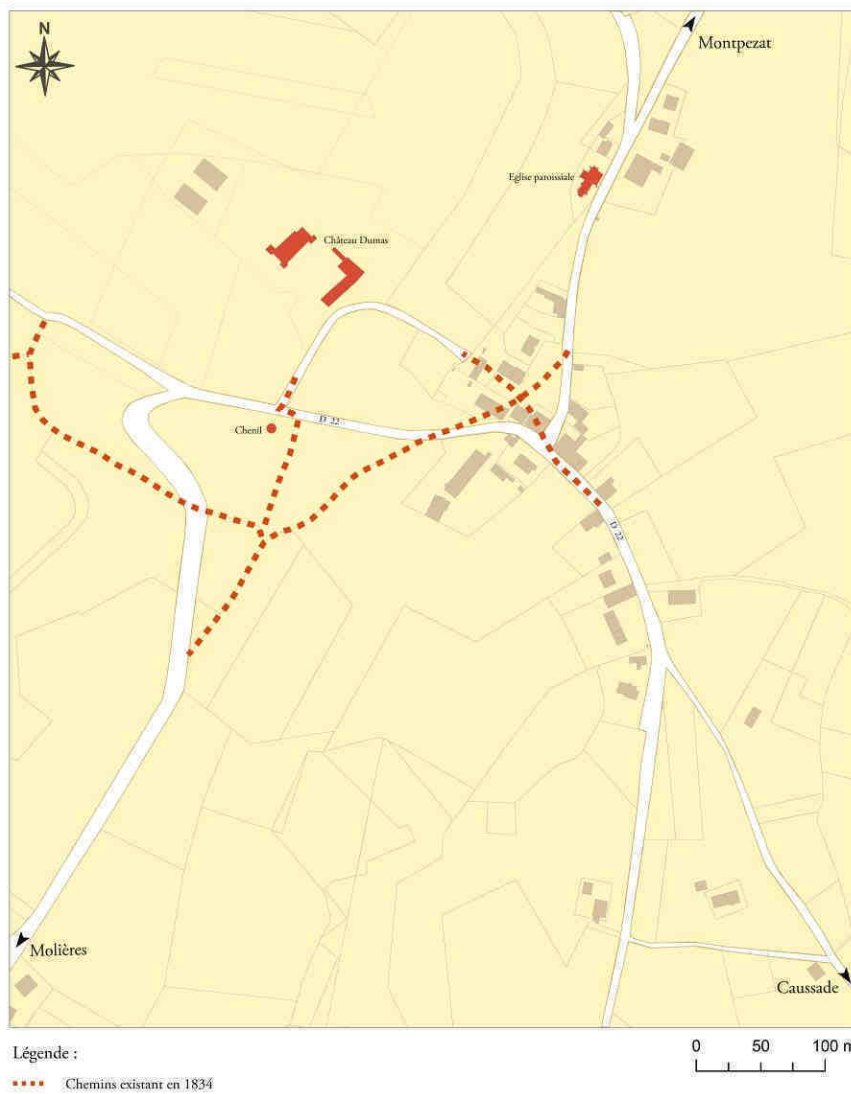 N
Montpezat
Eglise paroissiale
Château Dumas
D 22
Chenil
D 22
Molières
Caussade
Légende :
0 50 100 m
Chemins existant en 1834